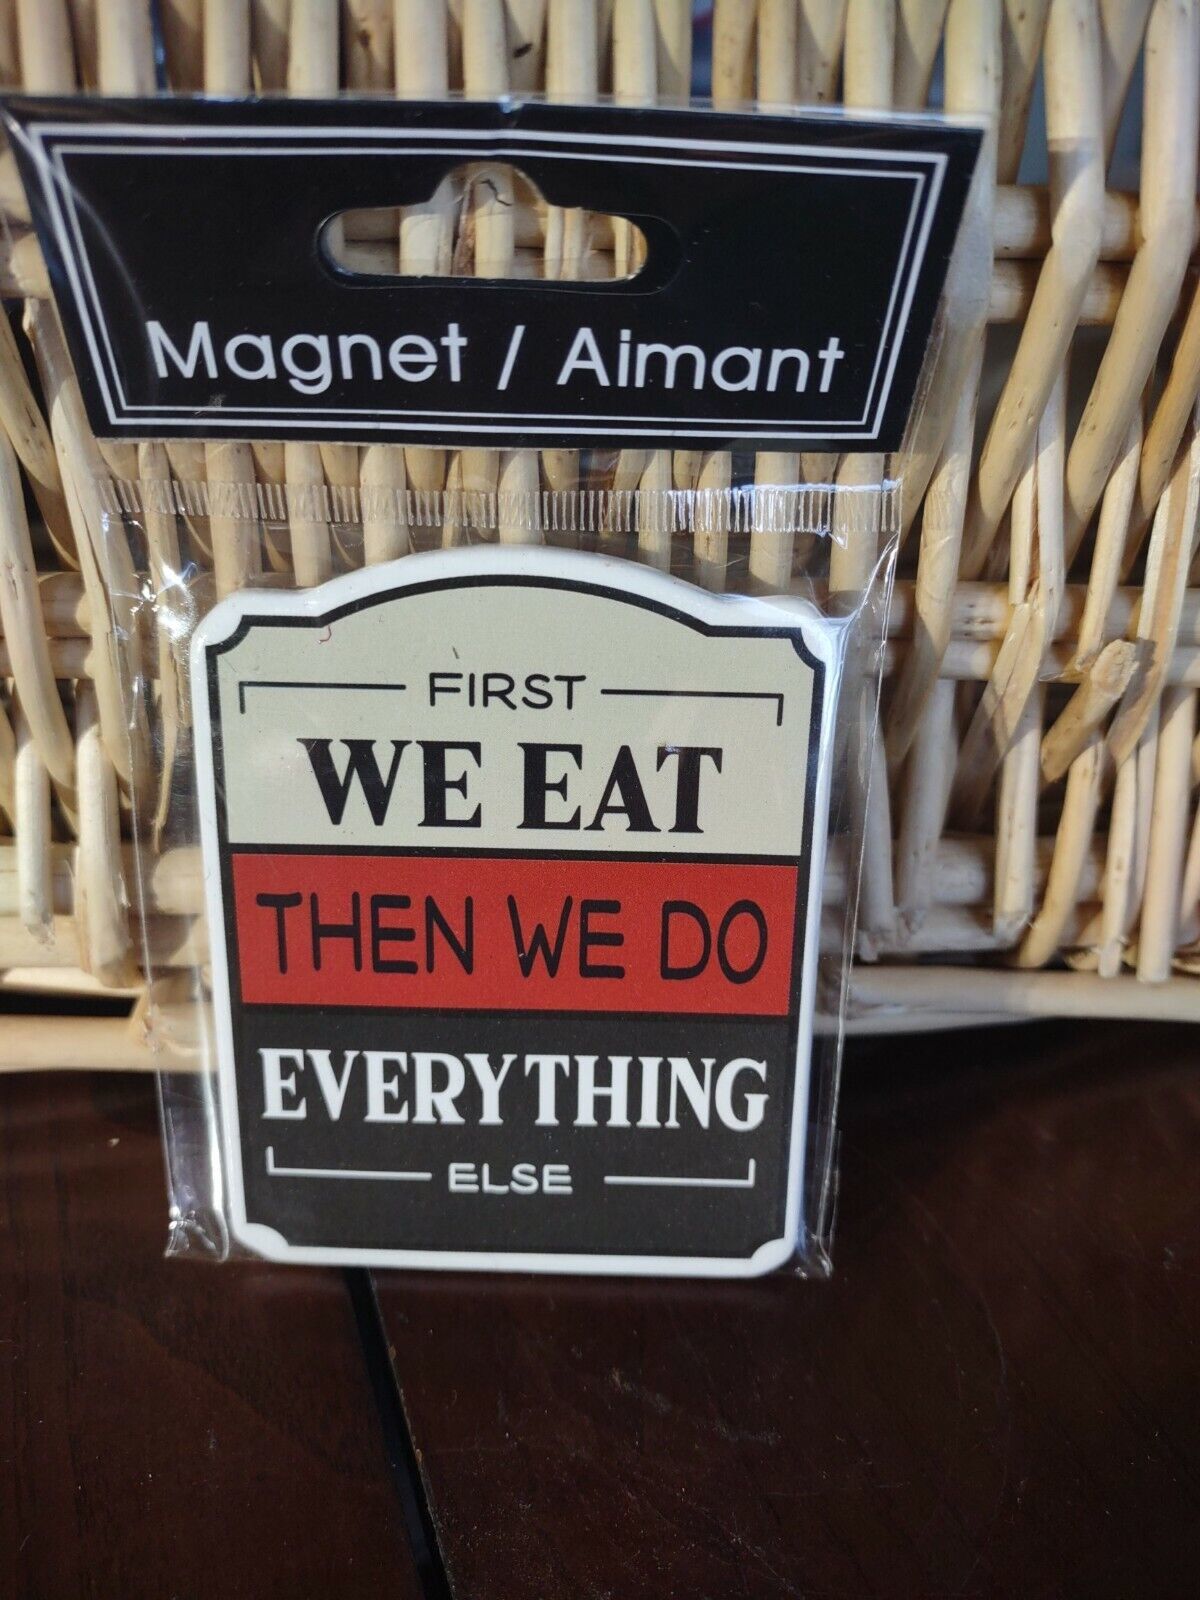 Magnet / Aimant
FIRST
WE EAT
THEN WE DO
EVERYTHING
ELSE